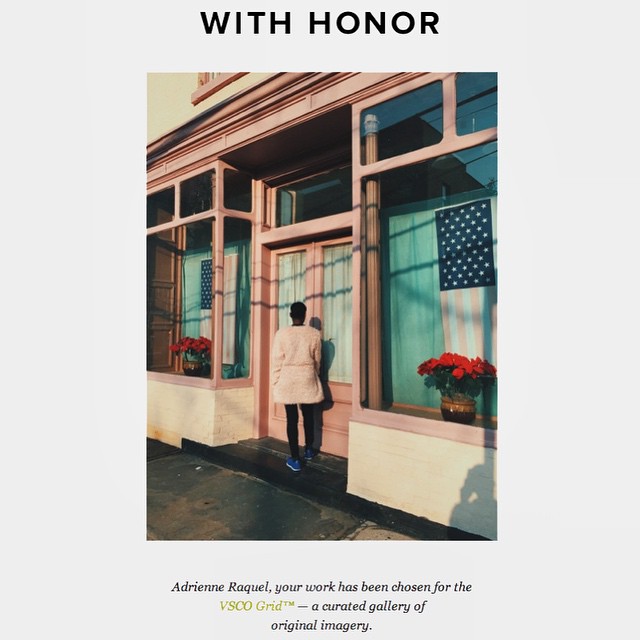 WITH HONOR
Adrienne Raquel, your work has been chosen for the
VSCO Grid™ — a curated gallery of
original imagery.